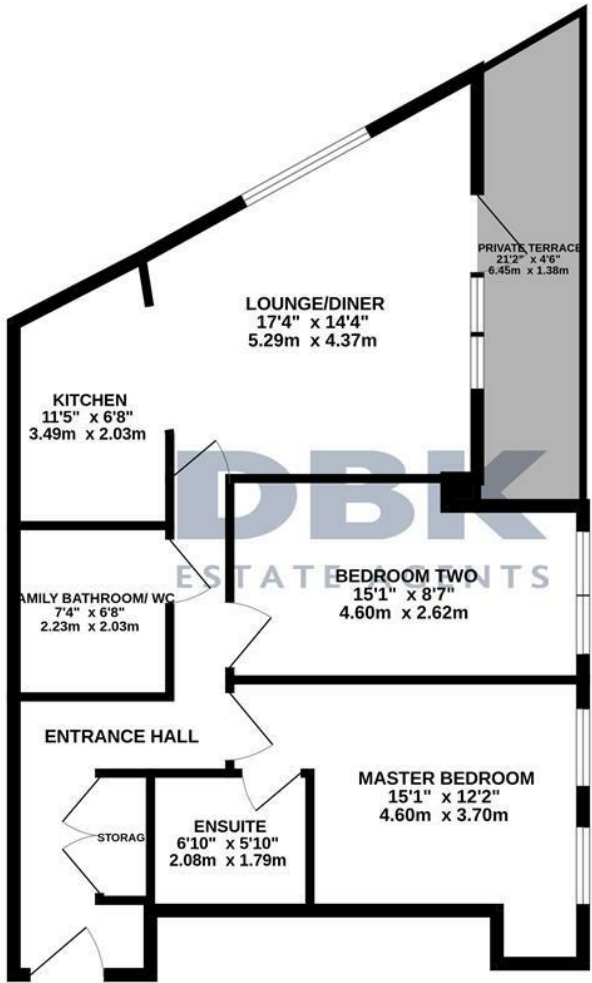 PRIVATE TERRACE
21'2" x 4'6"
6.45m x 1.38m
LOUNGE/DINER
17'4" x 14'4"
5.29m x 4.37m
KITCHEN
11'5" x 6'8"
3.49m x 2.03m
DBK
ESTATE AGENTS
BEDROOM TWO
15'1" x 8'7"
4.60m x 2.62m
AMILY BATHROOM/ WC
7'4" x 6'8"
2.23m x 2.03m
ENTRANCE HALL
MASTER BEDROOM
15'1" x 12'2"
4.60m x 3.70m
STORAG
ENSUITE
6'10" x 5'10"
2.08m x 1.79m